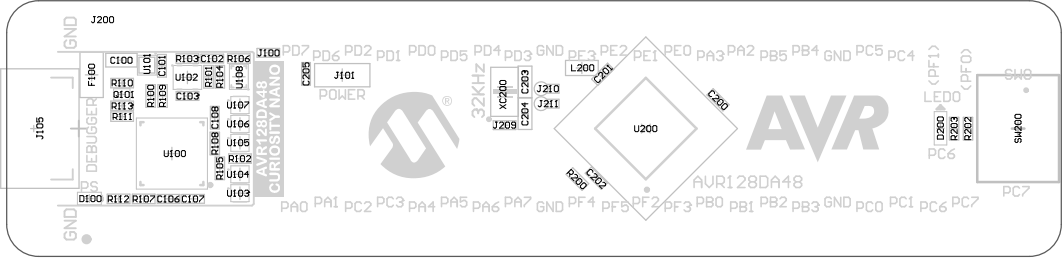 J200
GND
PD7 PD6 PD2 PD1 PD0 PD5 PD4 PD3 GND PF3 PE2 PE1 PE0 PA3 PA2 PB5 PB4 GND PC5 PC4
J100
C100 U101 C101 R103 C102 R106
F100 U102 R101 R104 U108
C205 J101
POWER
32KHz XC200 C203 C204
L200 C201
J210
J211
J209
C200
(PF1) (PF0)
SW0
LED0
D200 R203 R202
PC6
SW200
PC7
R110
Q101
R113
R111
R100 R109 C103
U107
U106
U105
R102
U104
U103
C108
R108
R105
J105
DEBUGGER
U100
AVR128DA48
CURIOSITY NANO
®
U200
AVR
R200 C202
AVR128DA48
PS
D100 R112 R107 C106 C107
GND
PA0 PA1 PC2 PC3 PA4 PA5 PA6 PA7 GND PF4 PF5 PF2 PF3 PB0 PB1 PB2 PB3 GND PC0 PC1 PC6 PC7